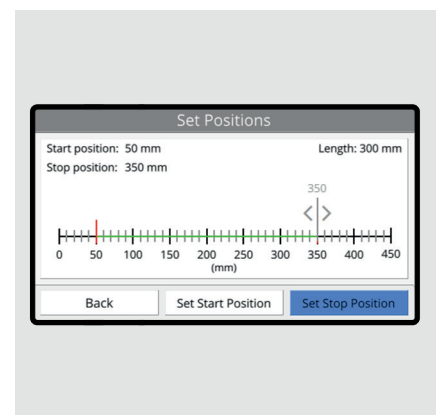 Set Positions
Start position: 50 mm
Length: 300 mm
Stop position: 350 mm
350
0 50 100 150 200 250 300 350 400 450
(mm)
Back
Set Start Position
Set Stop Position